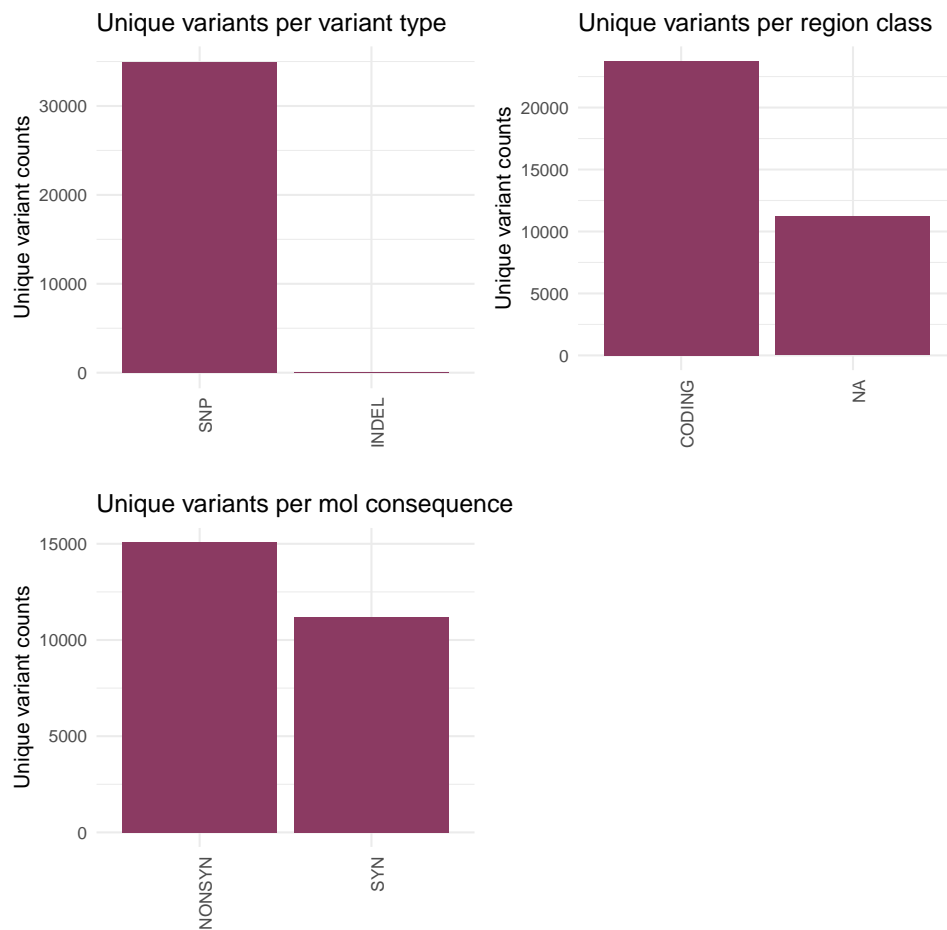 Unique variants per variant type
Unique variant counts
30000
20000
10000
0
SNP
INDEL
Unique variants per region class
Unique variant counts
20000
15000
10000
5000
0
CODING
NA
Unique variants per mol consequence
Unique variant counts
15000
10000
5000
0
NONSYN
SYN